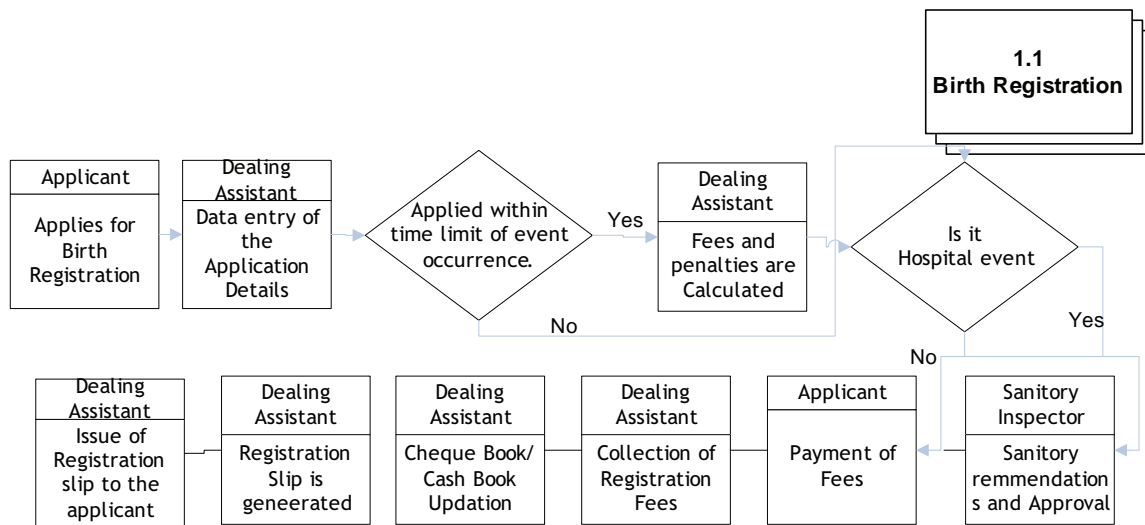 1.1
Birth Registration
Applicant
Applies for
Birth
Registration
Dealing
Assistant
Data entry of
the
Application
Details
Applied within
time limit of event
occurrence.
Yes
No
Dealing
Assistant
Fees and
penalties are
Calculated
Is it
Hospital event
Yes
No
Dealing
Assistant
Issue of
Registration
slip to the
applicant
Dealing
Assistant
Registration
Slip is
geneerated
Dealing
Assistant
Cheque Book/
Cash Book
Updation
Dealing
Assistant
Collection of
Registration
Fees
Applicant
Payment of
Fees
Sanitory
Inspector
Sanitory
remmendation
s and Approval